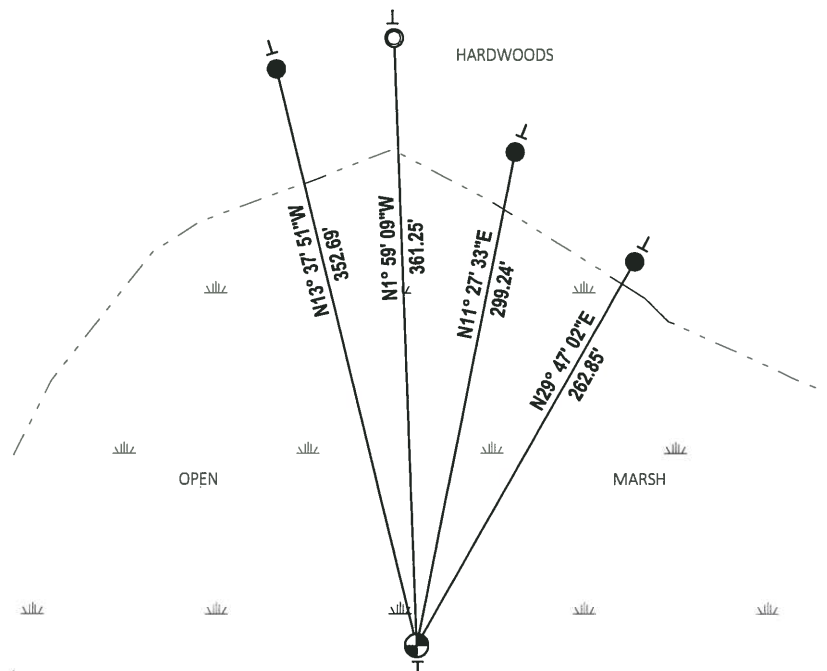 HARDWOODS
N13° 37' 51"W
352.69'
N1° 59' 09"W
361.25'
N11° 27' 33"E
299.24'
N29° 47' 02"E
262.85'
OPEN
MARSH